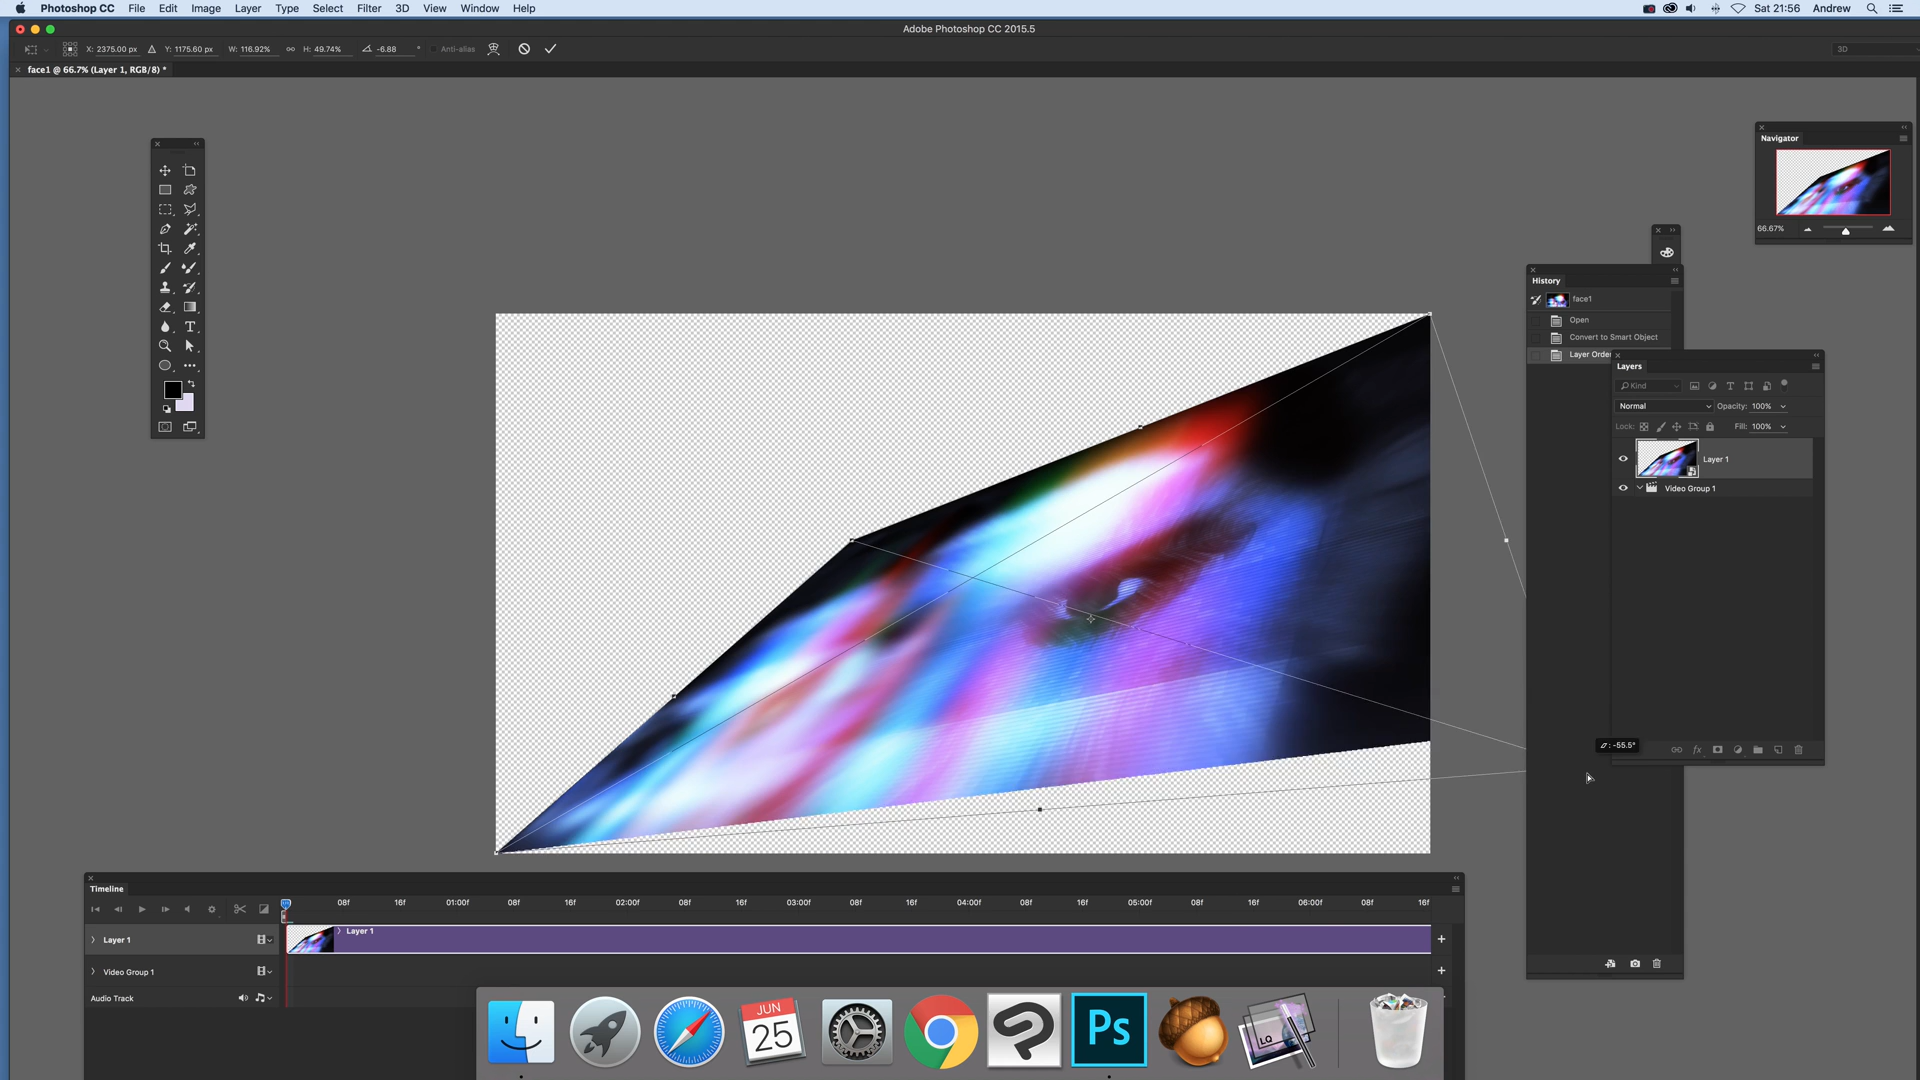 Photoshop CC File Edit Image Layer Type Select Filter 3D View Window Help Sat 21:56 Andrew
Adobe Photoshop CC 2015.5
X: 2375.00 px Y: 1175.60 px W: 116.92% H: 49.74% -6.88 ° Anti-alias 3D
face1 @ 66.7% (Layer 1, RGB/8) *
Navigator
66.67%
History
face1
Open
Convert to Smart Object
Layer Order
Layers
Kind
Normal Opacity: 100%
Lock: Fill: 100%
Layer 1
Video Group 1
: -55.5°
Timeline
08f 16f 01:00f 08f 16f 02:00f 08f 16f 03:00f 08f 16f 04:00f 08f 16f 05:00f 08f 16f 06:00f 08f 16f
Layer 1 Layer 1
Video Group 1
Audio Track
JUN
25
Ps
LQ